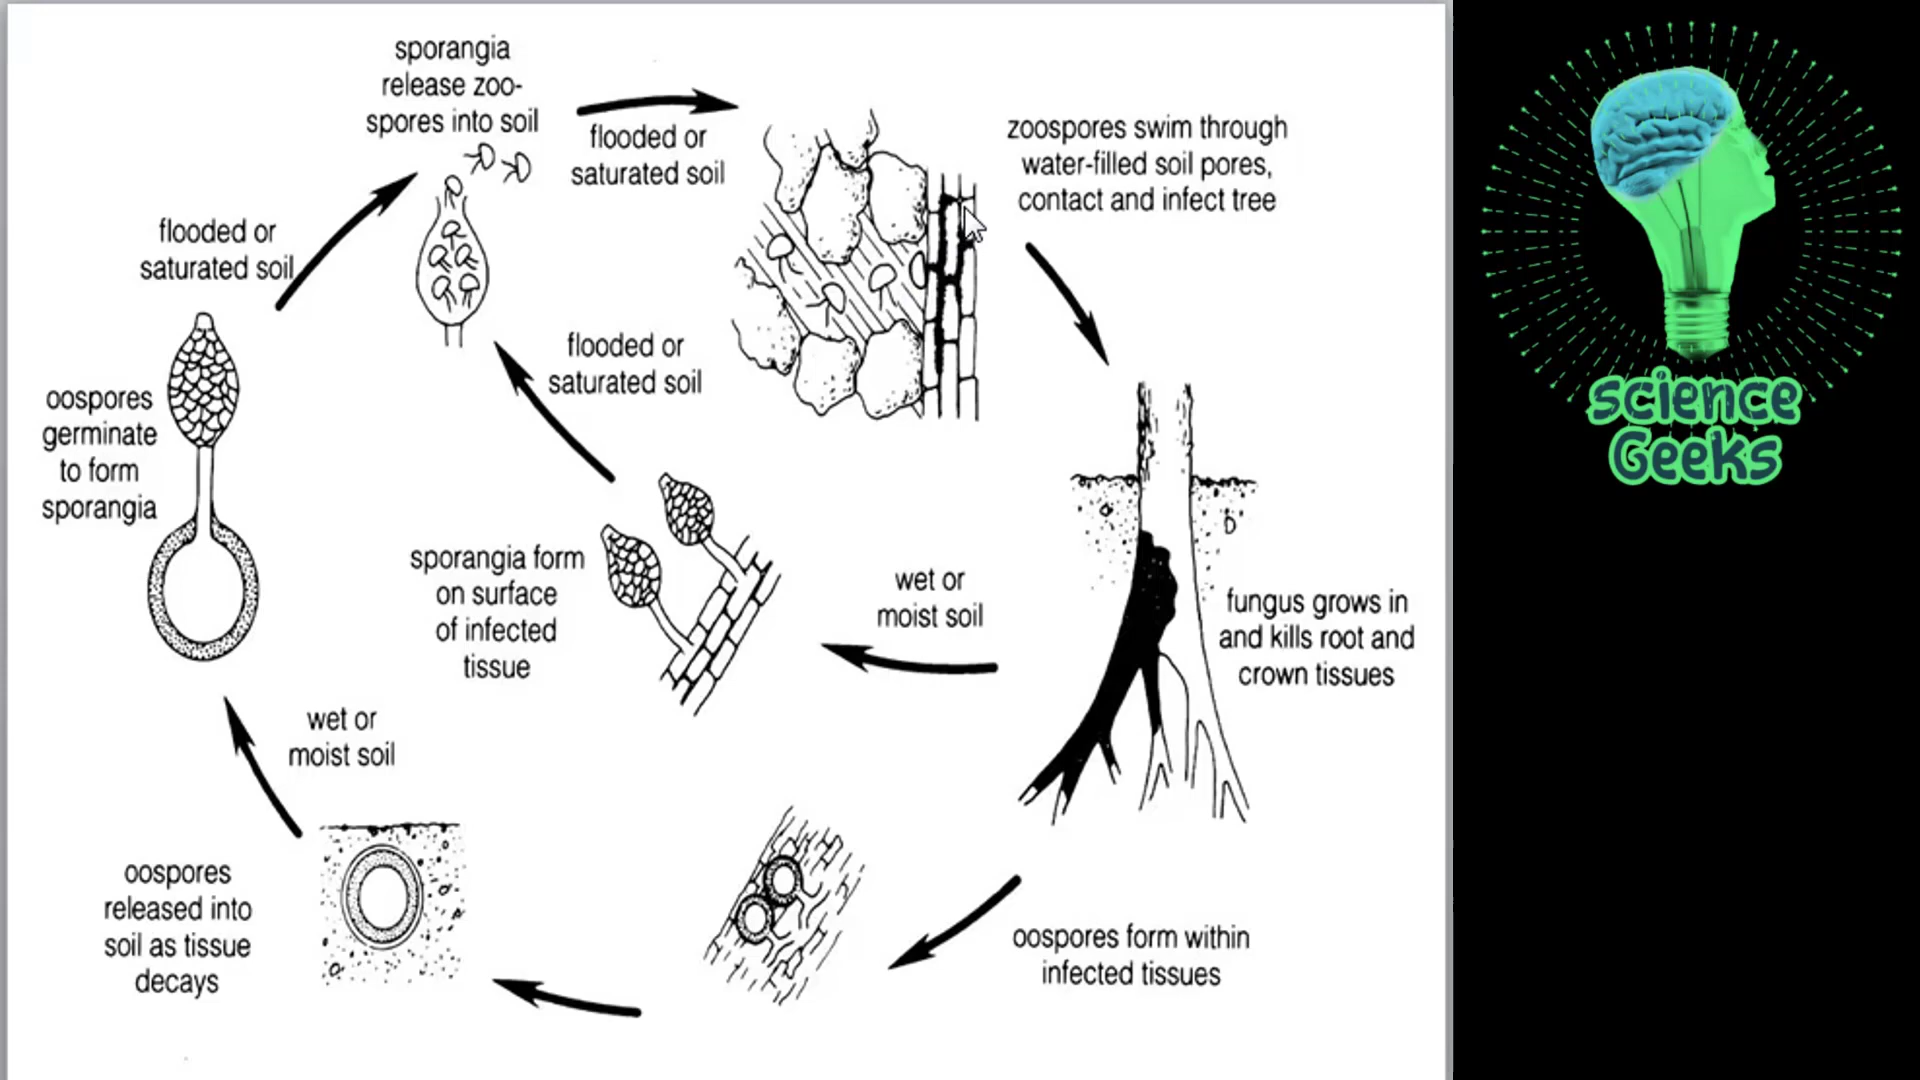 sporangia
release zoo-
spores into soil
flooded or
saturated soil
zoospores swim through
water-filled soil pores,
contact and infect tree
flooded or
saturated soil
flooded or
saturated soil
oospores
germinate
to form
sporangia
sporangia form
on surface
of infected
tissue
wet or
moist soil
fungus grows in
and kills root and
crown tissues
wet or
moist soil
oospores
released into
soil as tissue
decays
oospores form within
infected tissues
science
Geeks